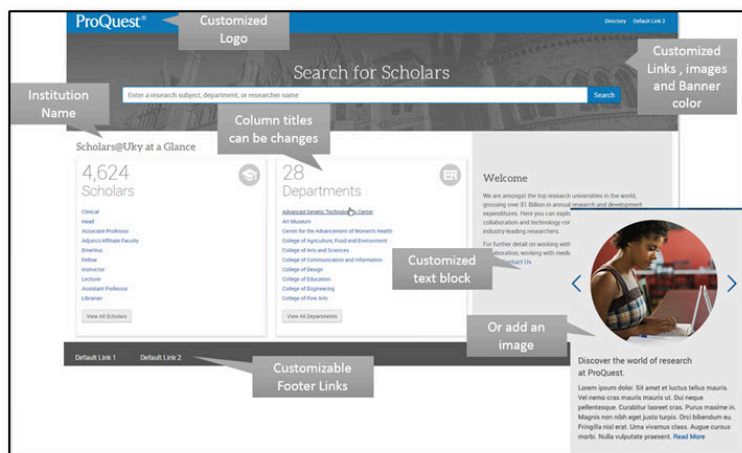 ProQuest®
Customized
Logo
Directory
Default Link 2
Search for Scholars
Customized
Links , images
and Banner
color
Enter a research subject, department, or researcher name
Search
Institution
Name
Column titles
can be changes
Scholars@Uky at a Glance
4,624
Scholars
Clinical
Head
Associate Professor
Adjunct/Affiliate Faculty
Emeritus
Fellow
Instructor
Lecturer
Assistant Professor
Librarian
View All Scholars
28
Departments
Advanced Genetic Technologies Center
Art Museum
Center for the Advancement of Women's Health
College of Agriculture, Food and Environment
College of Arts and Sciences
College of Communication and Information
College of Design
College of Education
College of Engineering
College of Fine Arts
View All Departments
Welcome
We are amongst the top research universities in the world,
grossing over $1 Billion in annual research and development
expenditures. Here you can
collaboration and technology
industry-leading researchers.
For further detail on working with
collaboration, working with
Contact Us
Customized
text block
Or add an
image
Discover the world of research
at ProQuest.
Lorem ipsum dolor. Sit amet et luctus tellus mauris.
Vel nemo cras mauris mauris ut. Dui neque
pellentesque. Curabitur laoreet cras. Purus maxime in.
Magnis non nibh eget justo turpis. Orci bibendum eu.
Fringilla nisl erat. Urna vivamus class. Augue cursus
morbi. Nulla vulputate praesent. Read More
Default Link 1
Default Link 2
Customizable
Footer Links